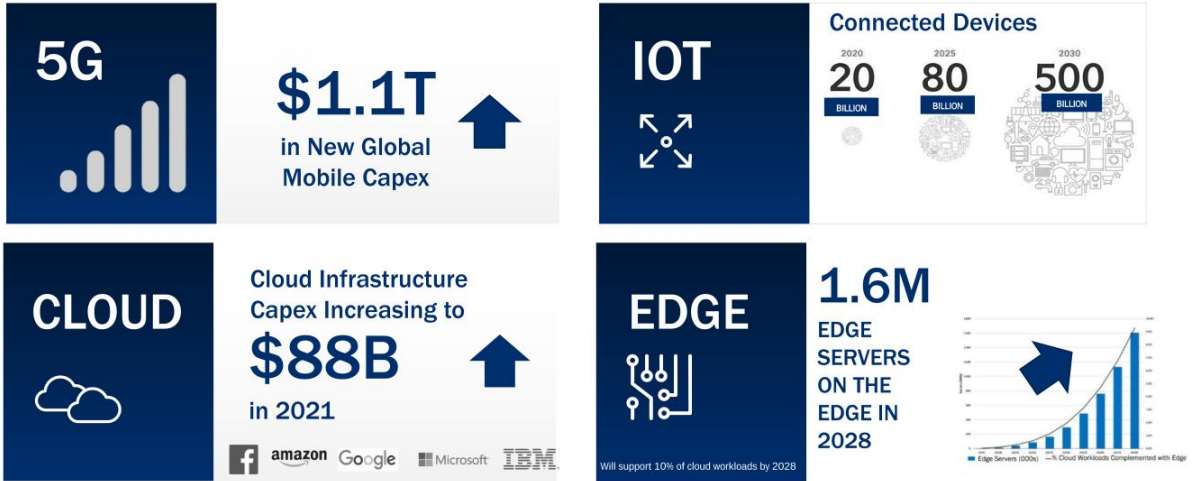 5G
$1.1T
in New Global
Mobile Capex
IOT
Connected Devices
2020
20
BILLION
2025
80
BILLION
2030
500
BILLION
CLOUD
Cloud Infrastructure
Capex Increasing to
$88B
in 2021
amazon
Google
Microsoft
IBM
EDGE
Will support 10% of cloud workloads by 2028
1.6M
EDGE
SERVERS
ON THE
EDGE IN
2028
Edge Servers (000s)
% Cloud Workloads Complemented with Edge